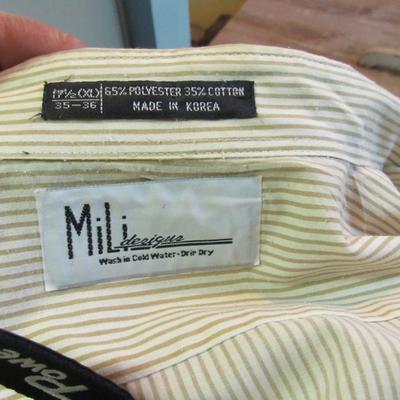 17½(XL) 65% POLYESTER 35% COTTON
35-36 MADE IN KOREA
MiLi
designs
Wash in Cold Water-Drip Dry
Powe